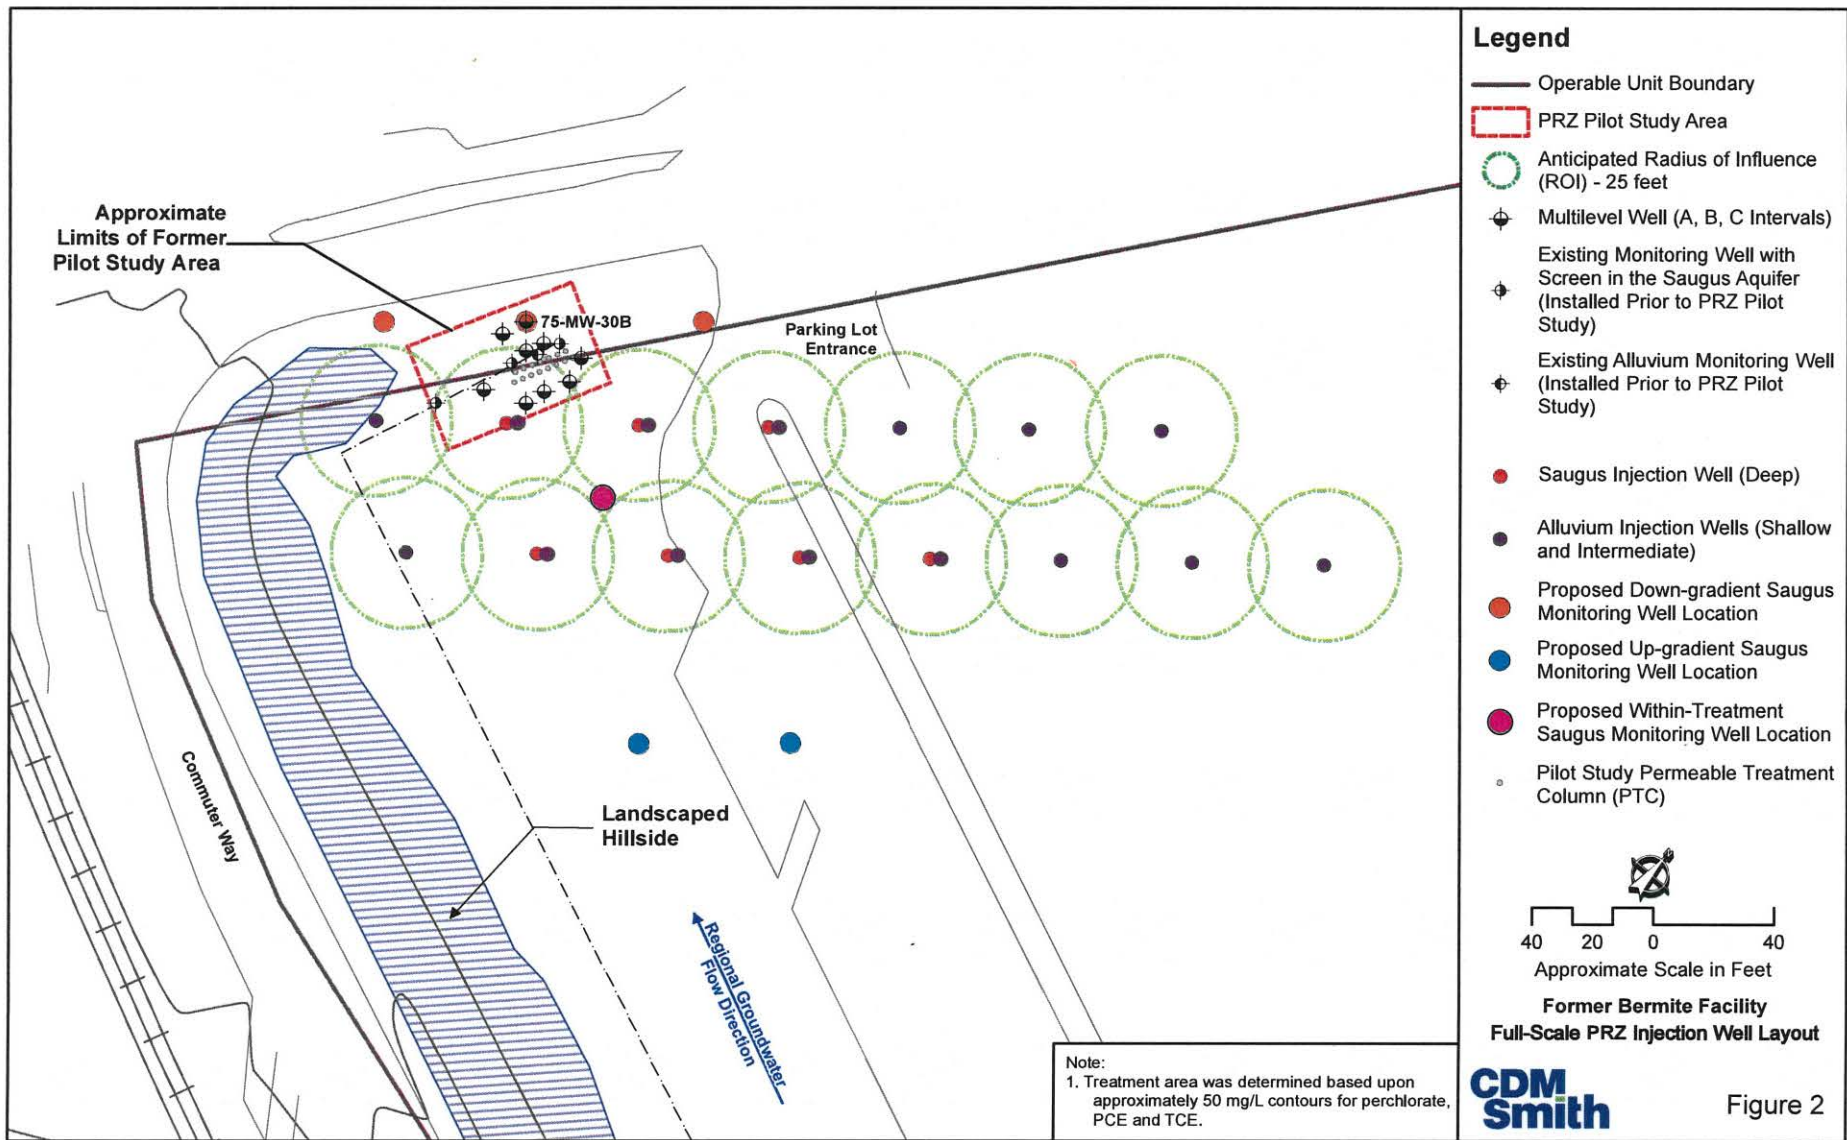 Approximate
Limits of Former
Pilot Study Area
75-MW-30B
Parking Lot
Entrance
Commuter Way
Landscaped
Hillside
Regional Groundwater
Flow Direction
Note:
1. Treatment area was determined based upon
approximately 50 mg/L contours for perchlorate,
PCE and TCE.
Legend
Operable Unit Boundary
PRZ Pilot Study Area
Anticipated Radius of Influence
(ROI) - 25 feet
Multilevel Well (A, B, C Intervals)
Existing Monitoring Well with
Screen in the Saugus Aquifer
(Installed Prior to PRZ Pilot
Study)
Existing Alluvium Monitoring Well
(Installed Prior to PRZ Pilot
Study)
Saugus Injection Well (Deep)
Alluvium Injection Wells (Shallow
and Intermediate)
Proposed Down-gradient Saugus
Monitoring Well Location
Proposed Up-gradient Saugus
Monitoring Well Location
Proposed Within-Treatment
Saugus Monitoring Well Location
Pilot Study Permeable Treatment
Column (PTC)
40 20 0 40
Approximate Scale in Feet
Former Bermite Facility
Full-Scale PRZ Injection Well Layout
CDM
Smith
Figure 2